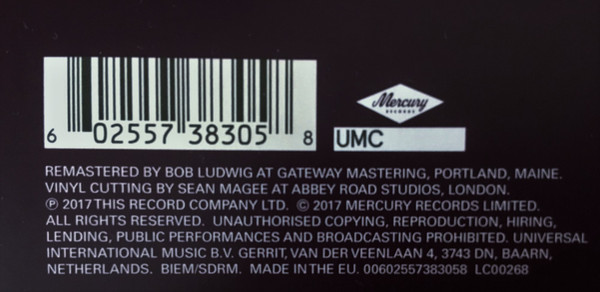 6 02557 38305 8
Mercury
RECORDS
UMC
REMASTERED BY BOB LUDWIG AT GATEWAY MASTERING, PORTLAND, MAINE.
VINYL CUTTING BY SEAN MAGEE AT ABBEY ROAD STUDIOS, LONDON.
℗ 2017 THIS RECORD COMPANY LTD. © 2017 MERCURY RECORDS LIMITED.
ALL RIGHTS RESERVED. UNAUTHORISED COPYING, REPRODUCTION, HIRING,
LENDING, PUBLIC PERFORMANCES AND BROADCASTING PROHIBITED. UNIVERSAL
INTERNATIONAL MUSIC B.V. GERRIT, VAN DER VEENLAAN 4, 3743 DN, BAARN,
NETHERLANDS. BIEM/SDRM. MADE IN THE EU. 00602557383058 LC00268